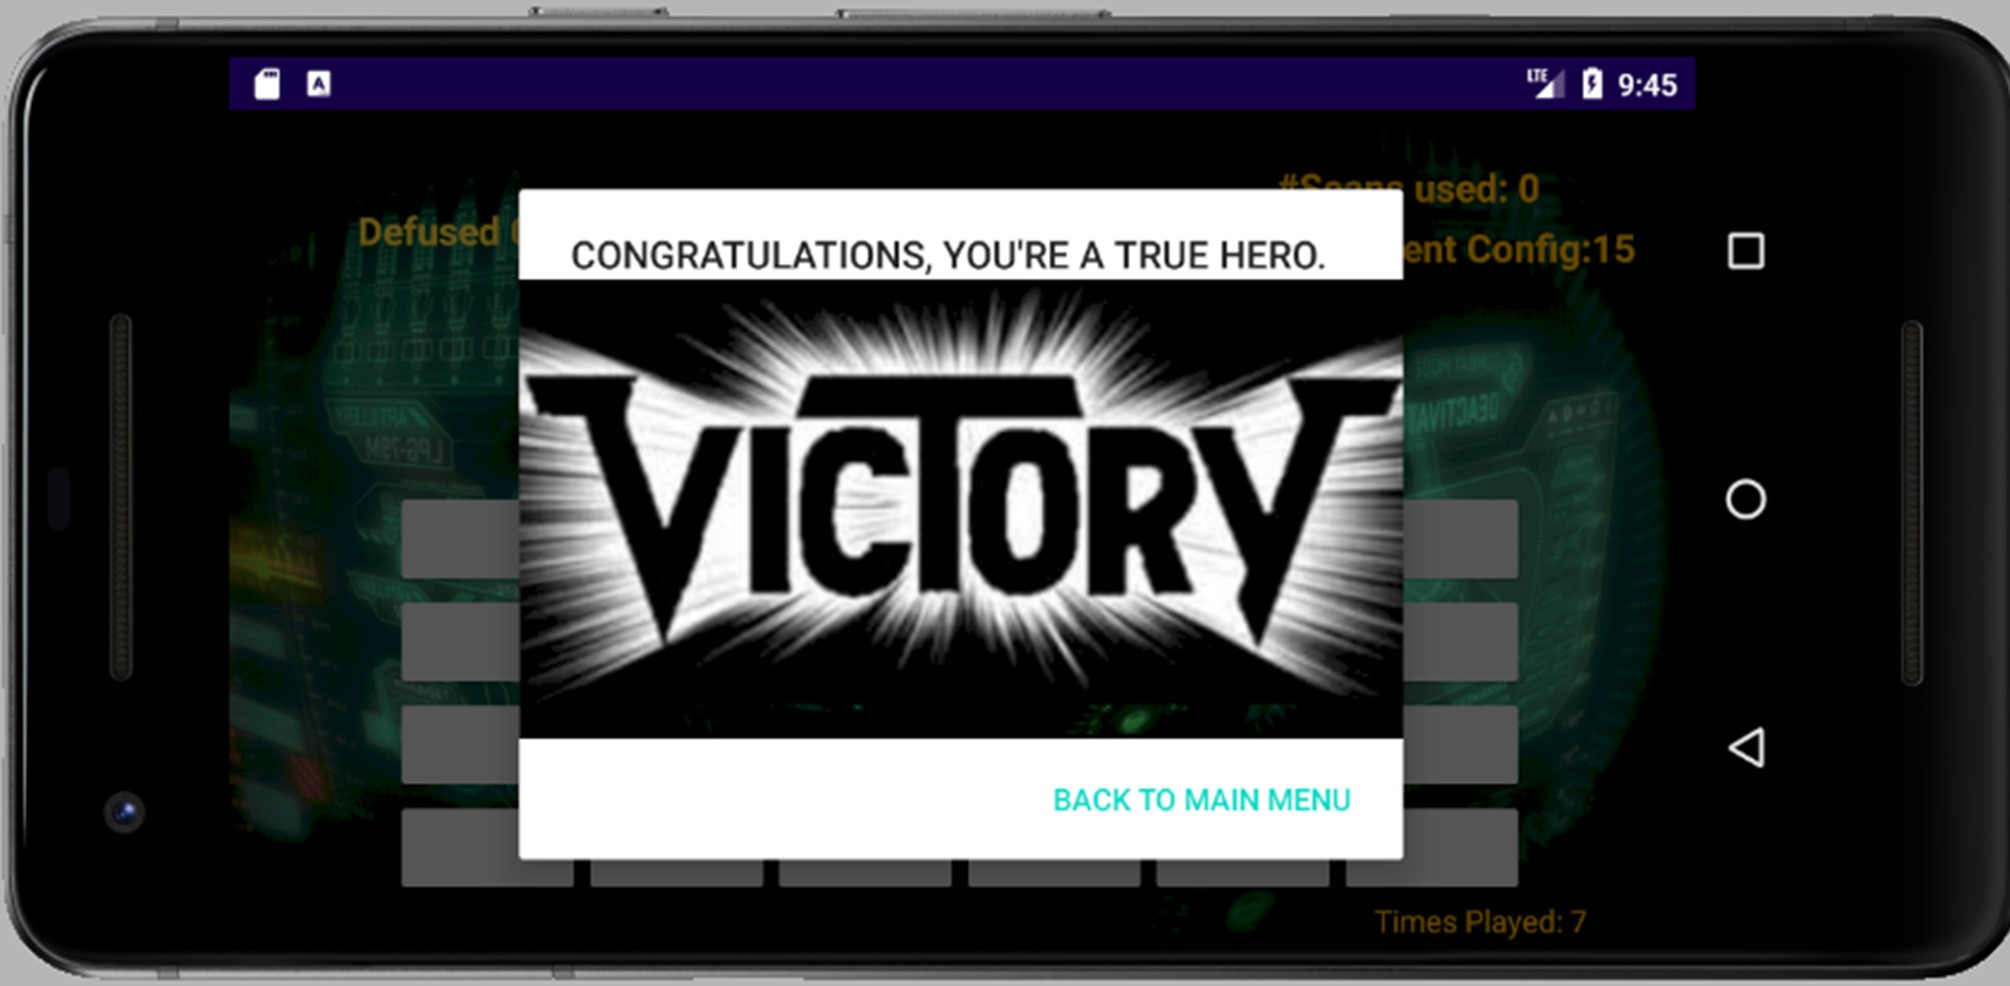 LTE 9:45
#Scans used: 0
Defused
CONGRATULATIONS, YOU'RE A TRUE HERO.
ent Config:15
VICTORY
BACK TO MAIN MENU
Times Played: 7